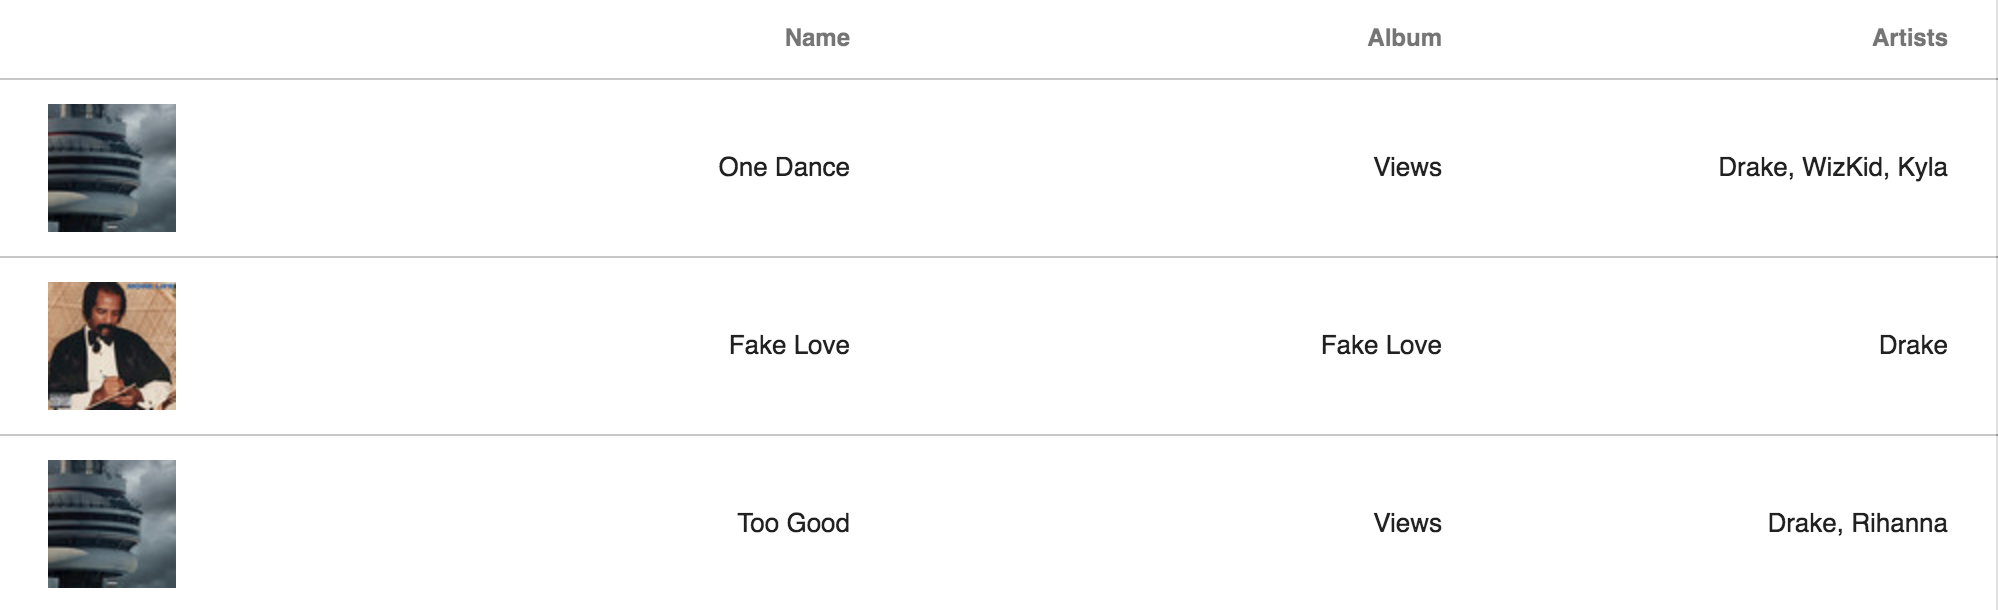 Name Album Artists
One Dance Views Drake, WizKid, Kyla
Fake Love Fake Love Drake
Too Good Views Drake, Rihanna